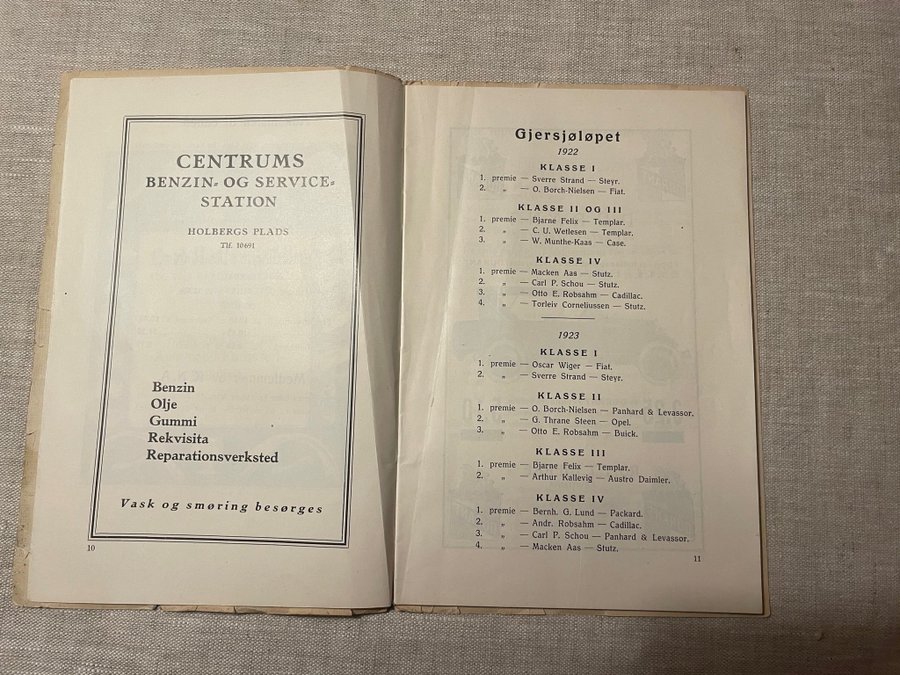 CENTRUMS
BENZIN- OG SERVICE-
STATION
HOLBERGS PLADS
Tlf. 10691
Benzin
Olje
Gummi
Rekvisita
Reparationsverksted
Vask og smøring besørges
10
Gjersjøløpet
1922
KLASSE I
1. premie — Sverre Strand — Steyr.
2. „ — O. Borch-Nielsen — Fiat.
KLASSE II OG III
1. premie — Bjarne Felix — Templar.
2. „ — C. U. Wetlesen — Templar.
3. „ — W. Munthe-Kaas — Case.
KLASSE IV
1. premie — Macken Aas — Stutz.
2. „ — Carl P. Schou — Stutz.
3. „ — Otto E. Robsahm — Cadillac.
4. „ — Torleiv Corneliussen — Stutz.
1923
KLASSE I
1. premie — Oscar Wiger — Fiat.
2. „ — Sverre Strand — Steyr.
KLASSE II
1. premie — O. Borch-Nielsen — Panhard & Levassor.
2. „ — G. Thrane Steen — Opel.
3. „ — Otto E. Robsahm — Buick.
KLASSE III
1. premie — Bjarne Felix — Templar.
2. „ — Arthur Kallevig — Austro Daimler.
KLASSE IV
1. premie — Bernh. G. Lund — Packard.
2. „ — Andr. Robsahm — Cadillac.
3. „ — Carl P. Schou — Panhard & Levassor.
4. „ — Macken Aas — Stutz.
11